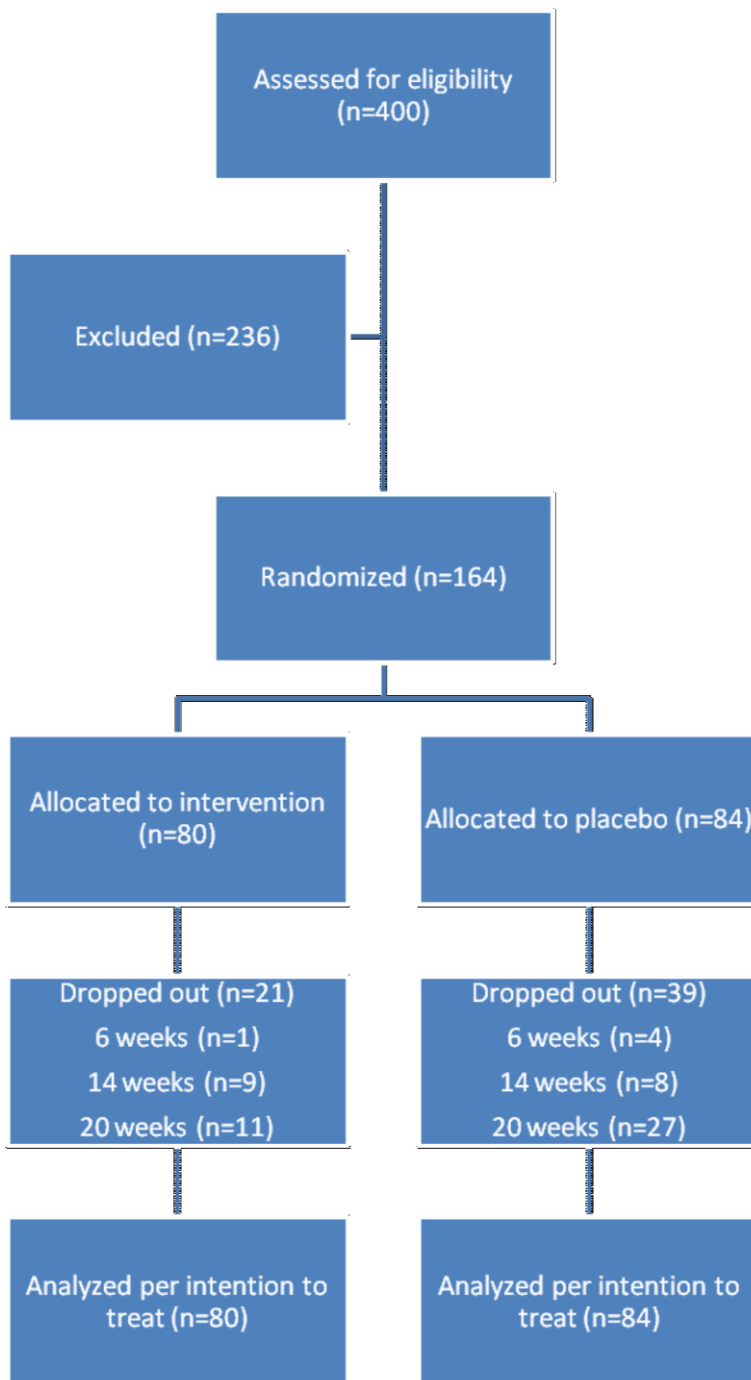 Assessed for eligibility
(n=400)
Excluded (n=236)
Randomized (n=164)
Allocated to intervention
(n=80)
Allocated to placebo (n=84)
Dropped out (n=21)
6 weeks (n=1)
14 weeks (n=9)
20 weeks (n=11)
Dropped out (n=39)
6 weeks (n=4)
14 weeks (n=8)
20 weeks (n=27)
Analyzed per intention to
treat (n=80)
Analyzed per intention to
treat (n=84)